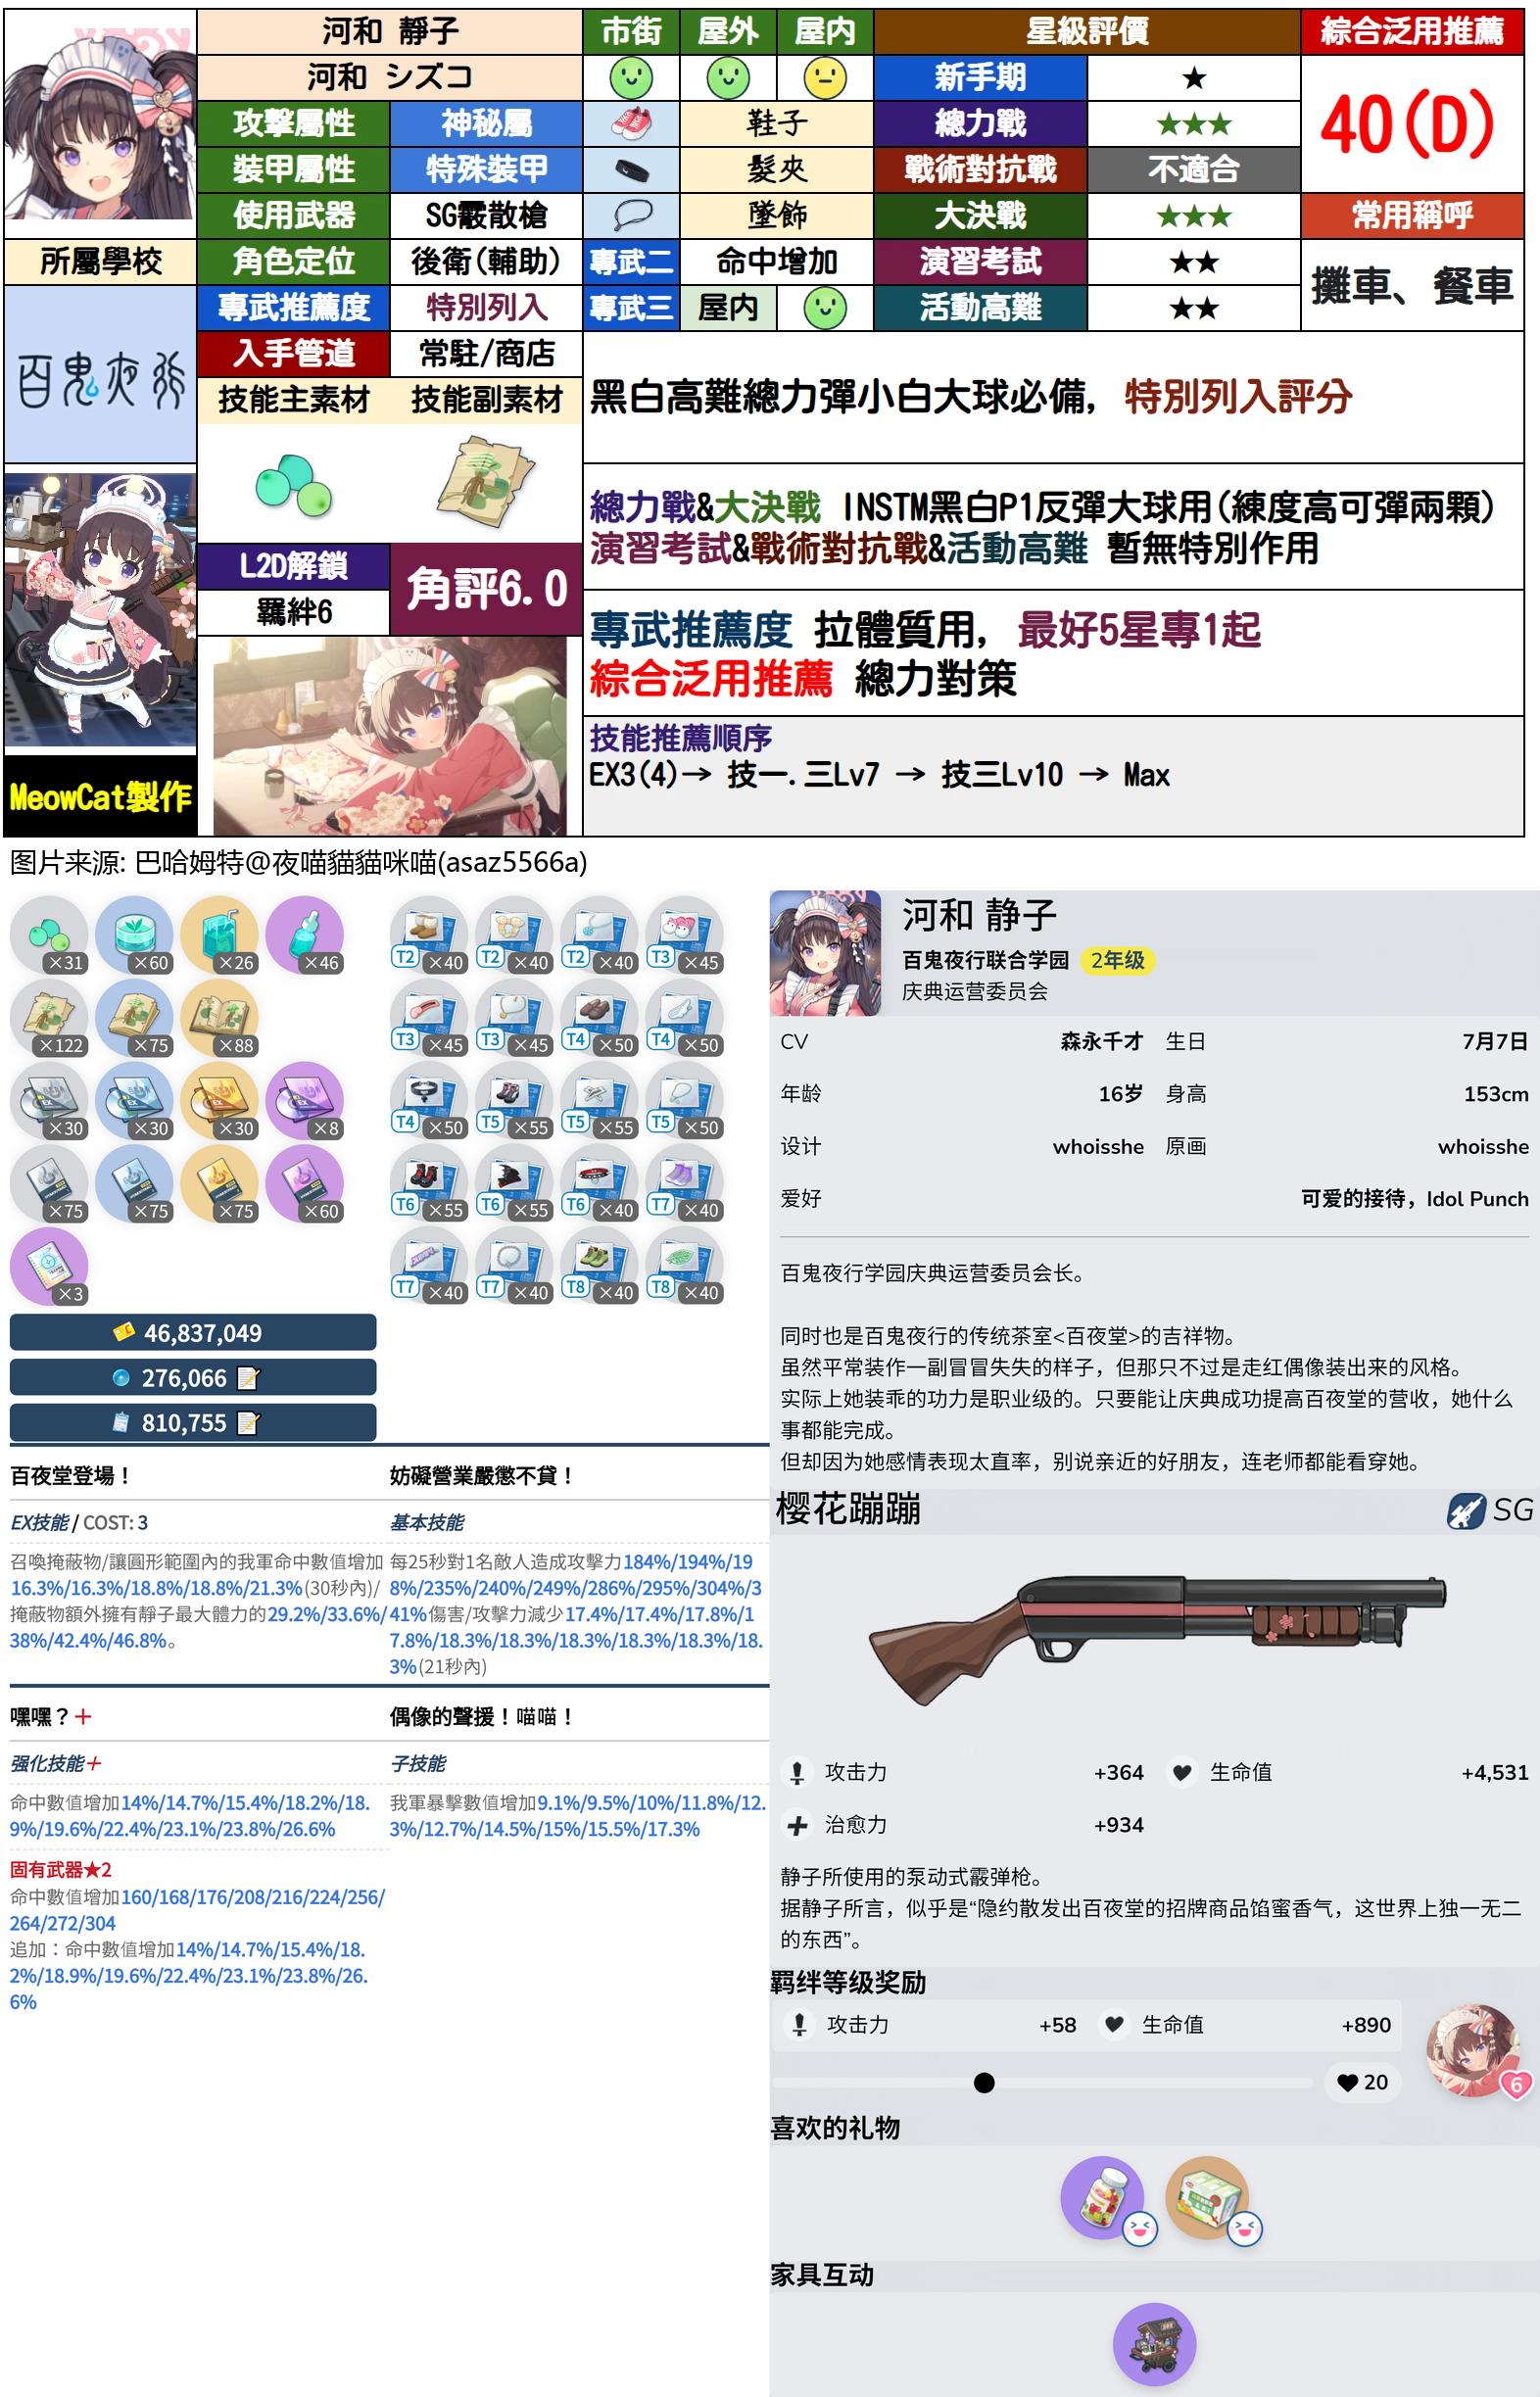 河和 靜子
河和 シズコ
市街 屋外 屋內
星級評價
綜合泛用推薦
新手期 ★
40(D)
攻擊屬性 神秘屬
鞋子
總力戰 ★★★
裝甲屬性 特殊裝甲
髮夾
戰術對抗戰 不適合
使用武器 SG霰散槍
墜飾
大決戰 ★★★
常用稱呼
所屬學校
角色定位 後衛(輔助)
專武二 命中增加
演習考試 ★★
攤車、餐車
專武推薦度 特別列入
專武三 屋内
活動高難 ★★
百鬼夜行
入手管道 常駐/商店
技能主素材 技能副素材
黑白高難總力彈小白大球必備, 特別列入評分
總力戰&大決戰 INSTM黑白P1反彈大球用(練度高可彈兩顆)
演習考試&戰術對抗戰&活動高難 暫無特別作用
L2D解鎖
羈絆6
角評6.0
專武推薦度 拉體質用, 最好5星專1起
綜合泛用推薦 總力對策
技能推薦順序
EX3(4)→ 技一.三Lv7 → 技三Lv10 → Max
MeowCat製作
图片来源: 巴哈姆特@夜喵貓貓咪喵(asaz5566a)
×31 ×60 ×26 ×46
×122 ×75 ×88
×30 ×30 ×30 ×8
×75 ×75 ×75 ×60
×3
46,837,049
276,066
810,755
T2 ×40 T2 ×40 T2 ×40 T3 ×45
T3 ×45 T3 ×45 T4 ×50 T4 ×50
T4 ×50 T5 ×55 T5 ×55 T5 ×50
T6 ×55 T6 ×55 T6 ×40 T7 ×40
T7 ×40 T7 ×40 T8 ×40 T8 ×40
百夜堂登場！
EX技能 / COST: 3
召喚掩蔽物/讓圓形範圍內的我軍命中數值增加
16.3%/16.3%/18.8%/18.8%/21.3%(30秒內)/
掩蔽物額外擁有靜子最大體力的29.2%/33.6%/
38%/42.4%/46.8%。
妨礙營業嚴懲不貸！
基本技能
每25秒對1名敵人造成攻擊力184%/194%/19
8%/235%/240%/249%/286%/295%/304%/3
41%傷害/攻擊力減少17.4%/17.4%/17.8%/1
7.8%/18.3%/18.3%/18.3%/18.3%/18.3%/18.
3%(21秒內)
嘿嘿？+
强化技能+
命中數值增加14%/14.7%/15.4%/18.2%/18.
9%/19.6%/22.4%/23.1%/23.8%/26.6%
固有武器★2
命中數值增加160/168/176/208/216/224/256/
264/272/304
追加：命中數值增加14%/14.7%/15.4%/18.
2%/18.9%/19.6%/22.4%/23.1%/23.8%/26.
6%
偶像的聲援！喵喵！
子技能
我軍暴擊數值增加9.1%/9.5%/10%/11.8%/12.
3%/12.7%/14.5%/15%/15.5%/17.3%
河和 静子
百鬼夜行联合学园 2年级
庆典运营委员会
CV 森永千才 生日 7月7日
年龄 16岁 身高 153cm
设计 whoisshe 原画 whoisshe
爱好 可爱的接待，Idol Punch
百鬼夜行学园庆典运营委员会长。
同时也是百鬼夜行的传统茶室<百夜堂>的吉祥物。
虽然平常装作一副冒冒失失的样子，但那只不过是走红偶像装出来的风格。
实际上她装乖的功力是职业级的。只要能让庆典成功提高百夜堂的营收，她什么
事都能完成。
但却因为她感情表现太直率，别说亲近的好朋友，连老师都能看穿她。
樱花蹦蹦
SG
攻击力 +364 生命值 +4,531
治愈力 +934
静子所使用的泵动式霰弹枪。
据静子所言，似乎是“隐约散发出百夜堂的招牌商品馅蜜香气，这世界上独一无二
的东西”。
羁绊等级奖励
攻击力 +58 生命值 +890
20
6
喜欢的礼物
家具互动